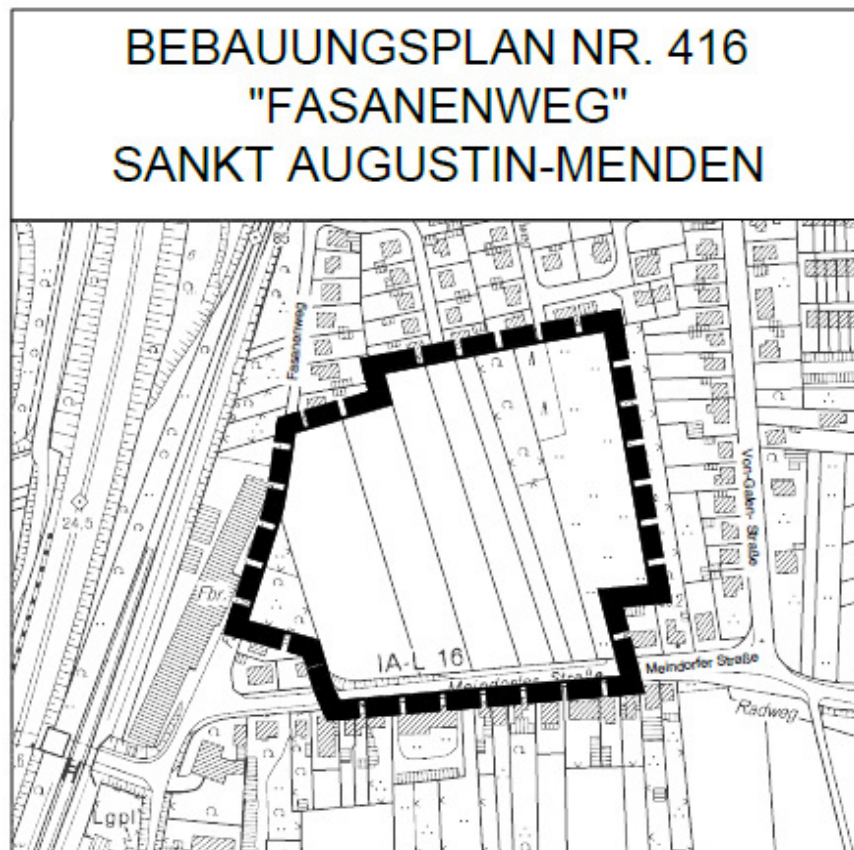 BEBAUUNGSPLAN NR. 416
"FASANENWEG"
SANKT AUGUSTIN-MENDEN
Fasanenweg
24.5
Von-Galen-
Straße
Fbr.
IA-L 16
Meindorfer Straße
Meindorfer Straße
Radweg
H
Lgpl